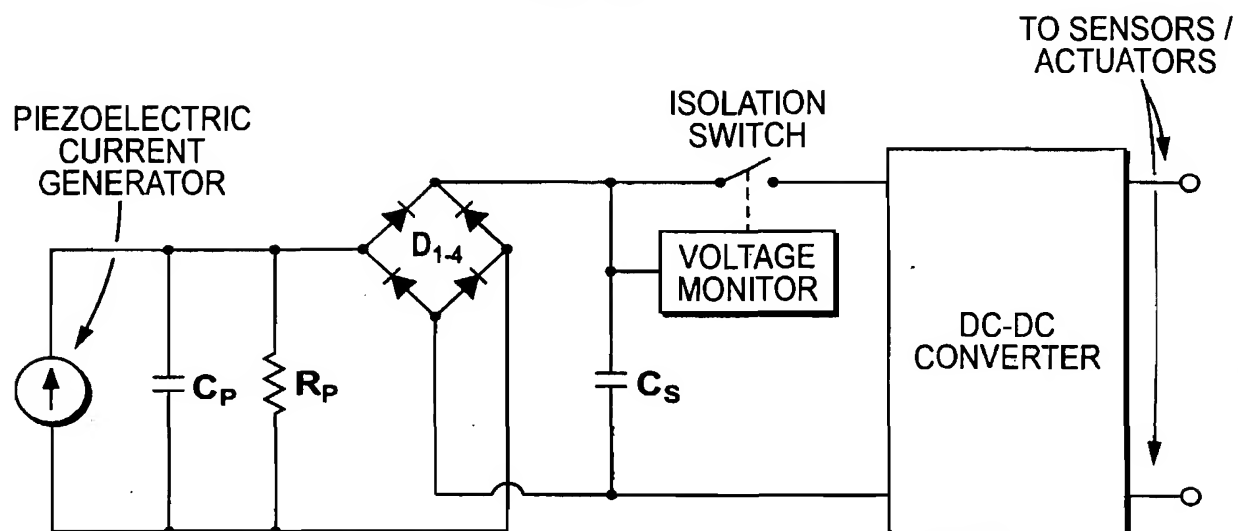 TO SENSORS /
ACTUATORS
ISOLATION
SWITCH
PIEZOELECTRIC
CURRENT
GENERATOR
D1-4
VOLTAGE
MONITOR
DC-DC
CONVERTER
CP
RP
CS